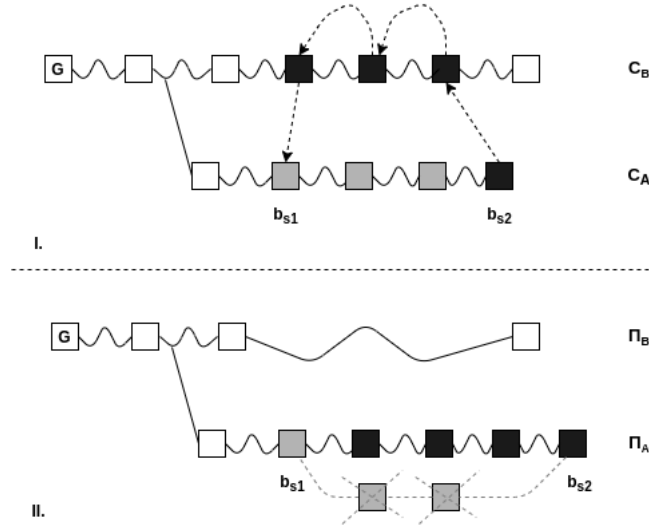 G
C_B
C_A
b_s1 b_s2
I.
G
Π_B
Π_A
b_s1 b_s2
II.